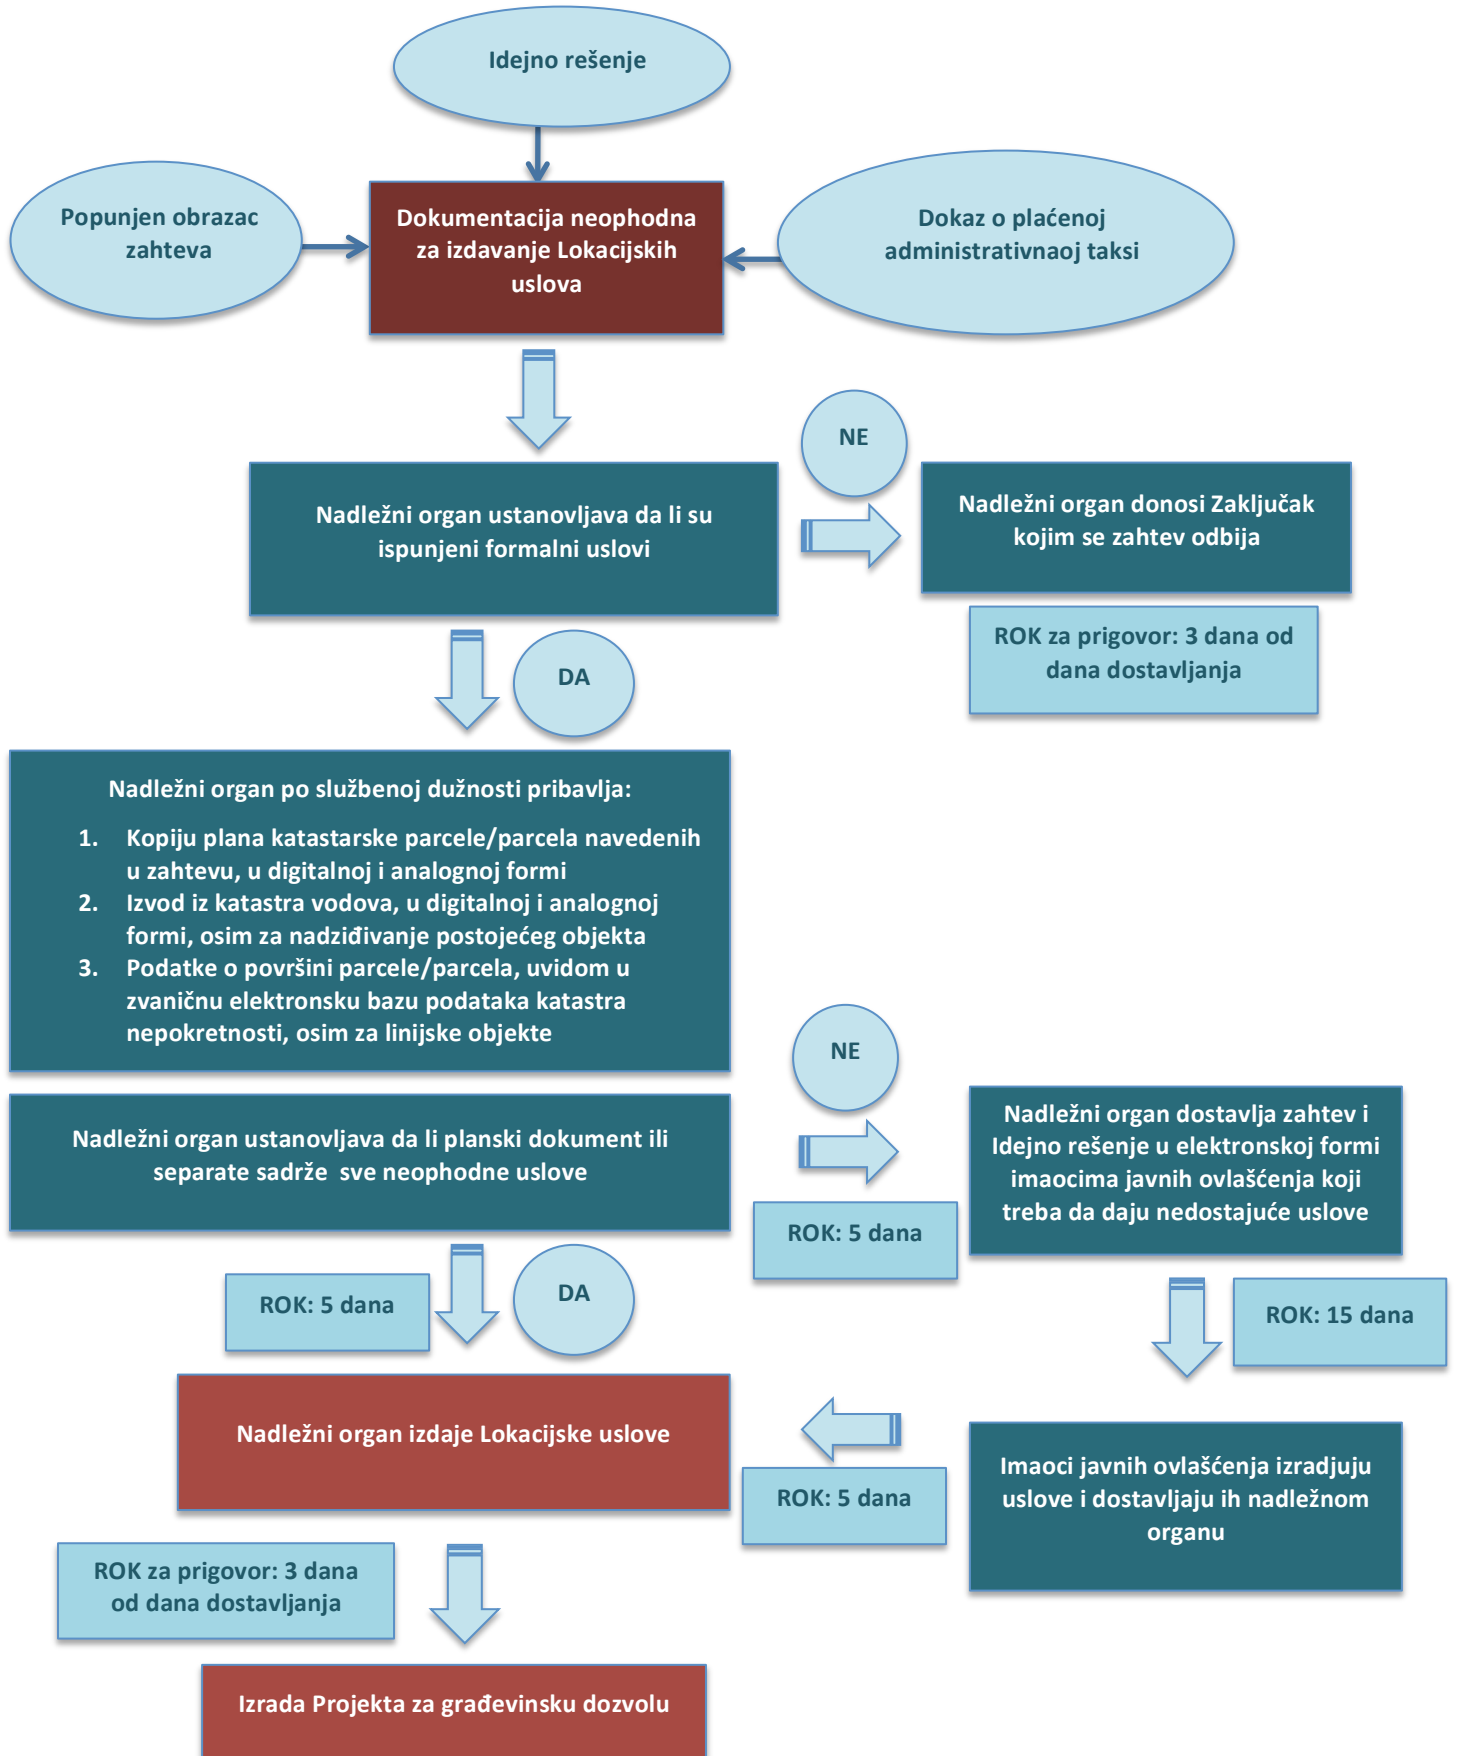 Idejno rešenje
Popunjen obrazac
zahteva
Dokumentacija neophodna
za izdavanje Lokacijskih
uslova
Dokaz o plaćenoj
administrativnaoj taksi
NE
Nadležni organ ustanovljava da li su
ispunjeni formalni uslovi
Nadležni organ donosi Zaključak
kojim se zahtev odbija
ROK za prigovor: 3 dana od
dana dostavljanja
DA
Nadležni organ po službenoj dužnosti pribavlja:
1. Kopiju plana katastarske parcele/parcela navedenih
u zahtevu, u digitalnoj i analognoj formi
2. Izvod iz katastra vodova, u digitalnoj i analognoj
formi, osim za nadziđivanje postojećeg objekta
3. Podatke o površini parcele/parcela, uvidom u
zvaničnu elektronsku bazu podataka katastra
nepokretnosti, osim za linijske objekte
NE
Nadležni organ ustanovljava da li planski dokument ili
separate sadrže sve neophodne uslove
Nadležni organ dostavlja zahtev i
Idejno rešenje u elektronskoj formi
imaocima javnih ovlašćenja koji
treba da daju nedostajuće uslove
ROK: 5 dana
ROK: 5 dana
DA
ROK: 15 dana
Nadležni organ izdaje Lokacijske uslove
ROK: 5 dana
Imaoci javnih ovlašćenja izradjuju
uslove i dostavljaju ih nadležnom
organu
ROK za prigovor: 3 dana
od dana dostavljanja
Izrada Projekta za građevinsku dozvolu